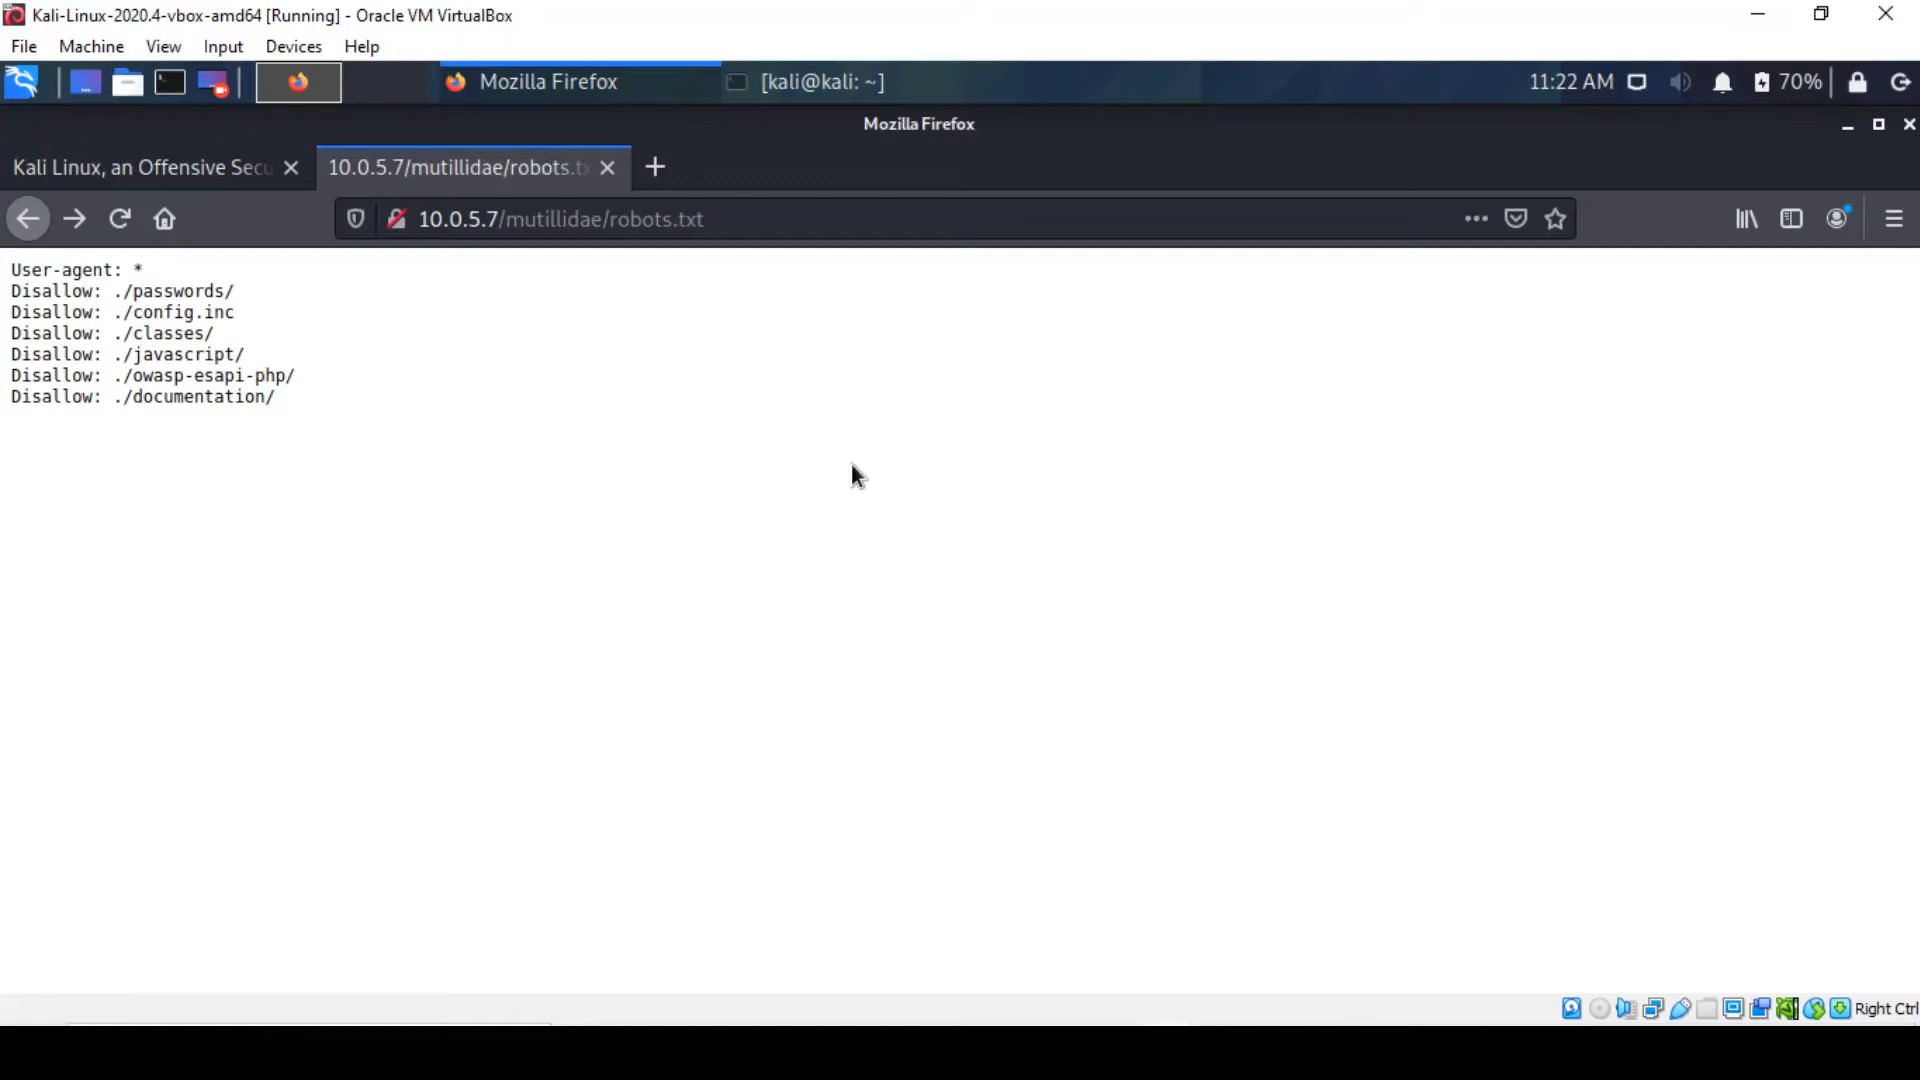 Kali-Linux-2020.4-vbox-amd64 [Running] - Oracle VM VirtualBox
File Machine View Input Devices Help
Mozilla Firefox [kali@kali: ~] 11:22 AM 70%
Mozilla Firefox
Kali Linux, an Offensive Secu 10.0.5.7/mutillidae/robots.tx
10.0.5.7/mutillidae/robots.txt
User-agent: *
Disallow: ./passwords/
Disallow: ./config.inc
Disallow: ./classes/
Disallow: ./javascript/
Disallow: ./owasp-esapi-php/
Disallow: ./documentation/
Right Ctrl